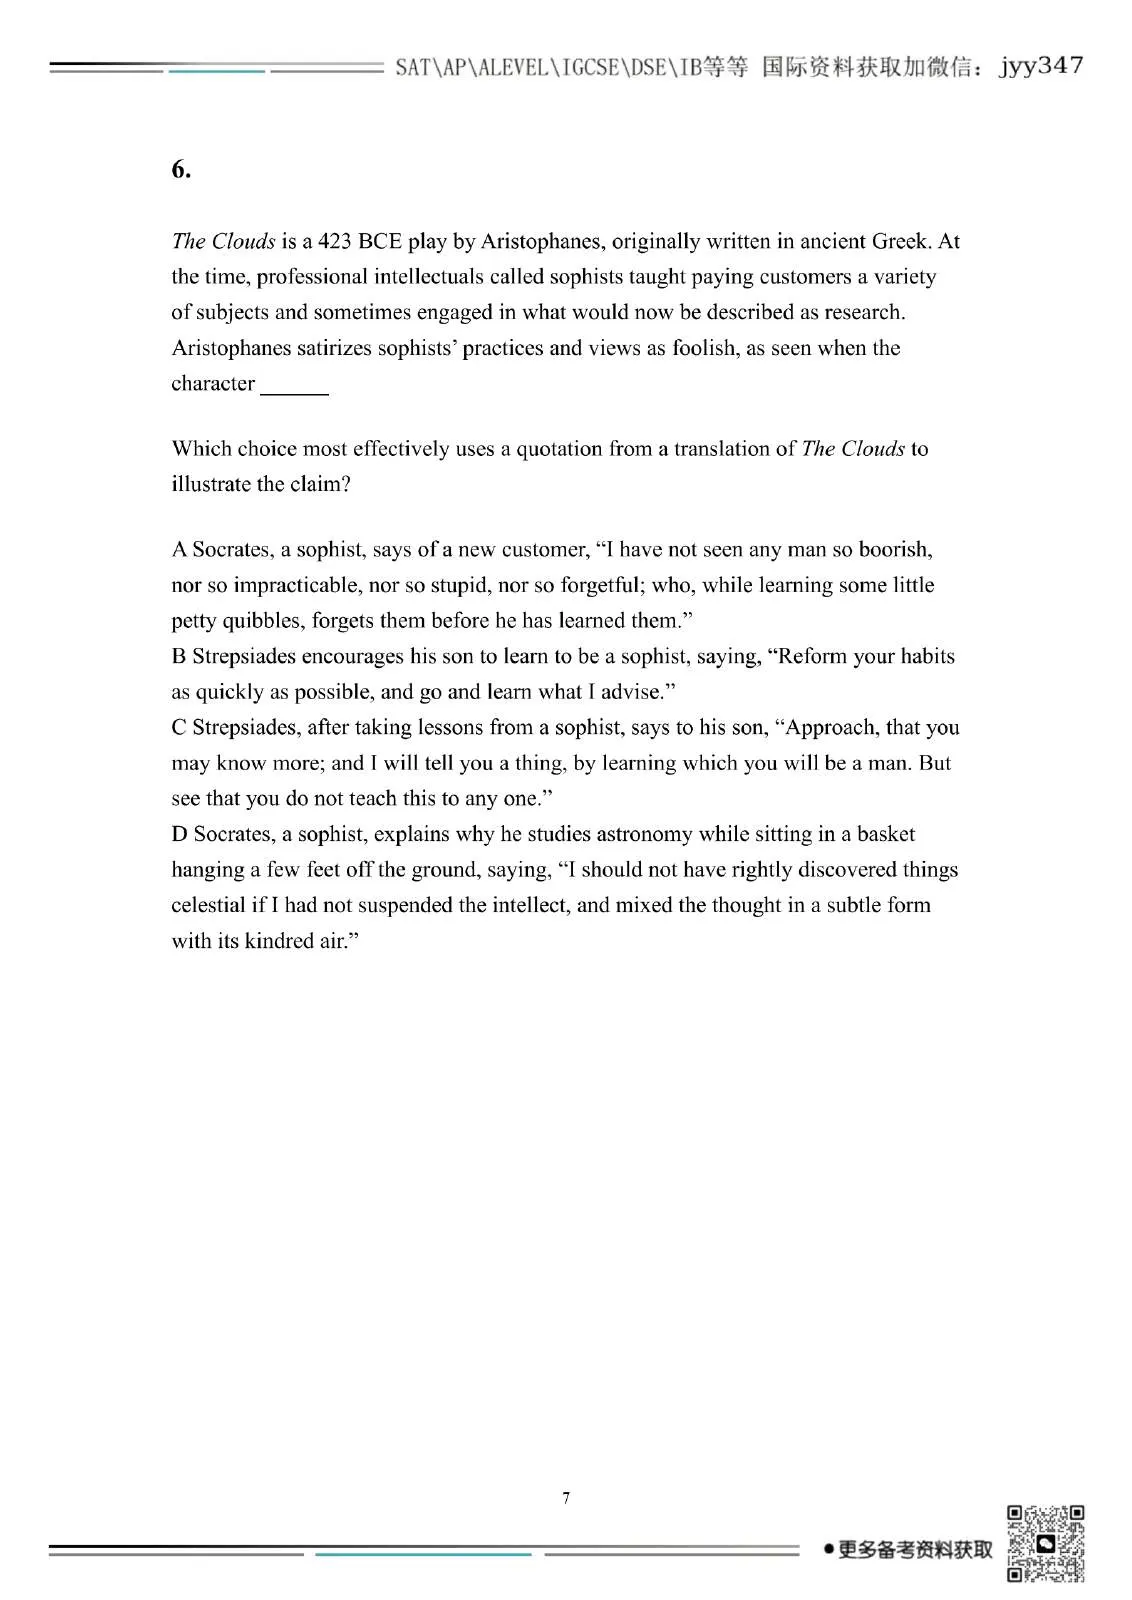 SAT\AP\ALEVEL\IGCSE\DSE\IB等等 国际资料获取加微信：jyy347
6.
The Clouds is a 423 BCE play by Aristophanes, originally written in ancient Greek. At
the time, professional intellectuals called sophists taught paying customers a variety
of subjects and sometimes engaged in what would now be described as research.
Aristophanes satirizes sophists’ practices and views as foolish, as seen when the
character ______
Which choice most effectively uses a quotation from a translation of The Clouds to
illustrate the claim?
A Socrates, a sophist, says of a new customer, “I have not seen any man so boorish,
nor so impracticable, nor so stupid, nor so forgetful; who, while learning some little
petty quibbles, forgets them before he has learned them.”
B Strepsiades encourages his son to learn to be a sophist, saying, “Reform your habits
as quickly as possible, and go and learn what I advise.”
C Strepsiades, after taking lessons from a sophist, says to his son, “Approach, that you
may know more; and I will tell you a thing, by learning which you will be a man. But
see that you do not teach this to any one.”
D Socrates, a sophist, explains why he studies astronomy while sitting in a basket
hanging a few feet off the ground, saying, “I should not have rightly discovered things
celestial if I had not suspended the intellect, and mixed the thought in a subtle form
with its kindred air.”
7
●更多备考资料获取